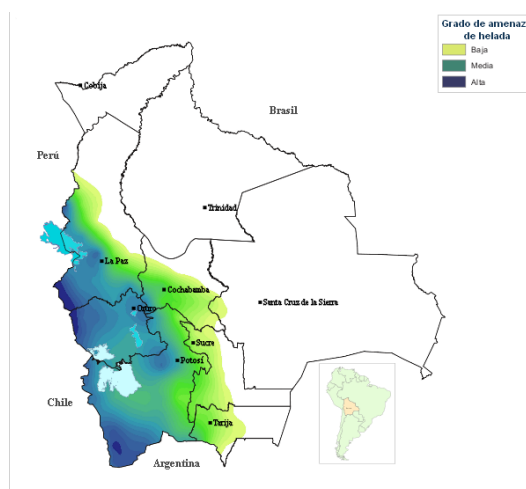 Grado de amenaz
de helada
Baja
Media
Alta
Cobija
Brasil
Perú
Trinidad
La Paz
Cochabamba
Santa Cruz de la Sierra
Oruro
Sucre
Potosí
Chile
Tarija
Argentina